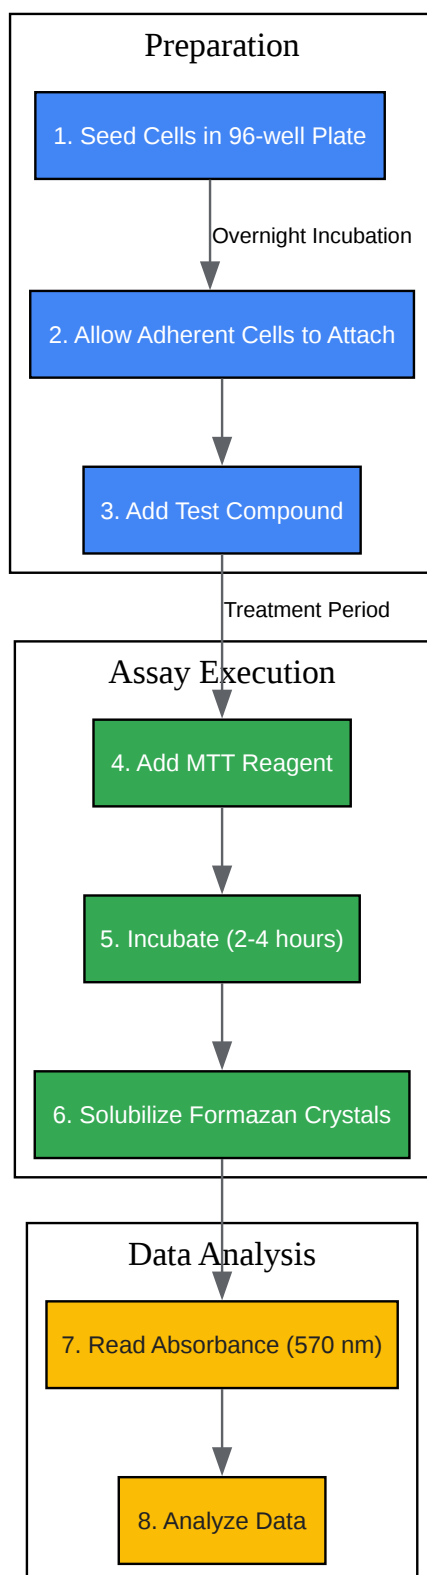 Preparation
1. Seed Cells in 96-well Plate
Overnight Incubation
2. Allow Adherent Cells to Attach
3. Add Test Compound
Treatment Period
Assay Execution
4. Add MTT Reagent
5. Incubate (2-4 hours)
6. Solubilize Formazan Crystals
Data Analysis
7. Read Absorbance (570 nm)
8. Analyze Data